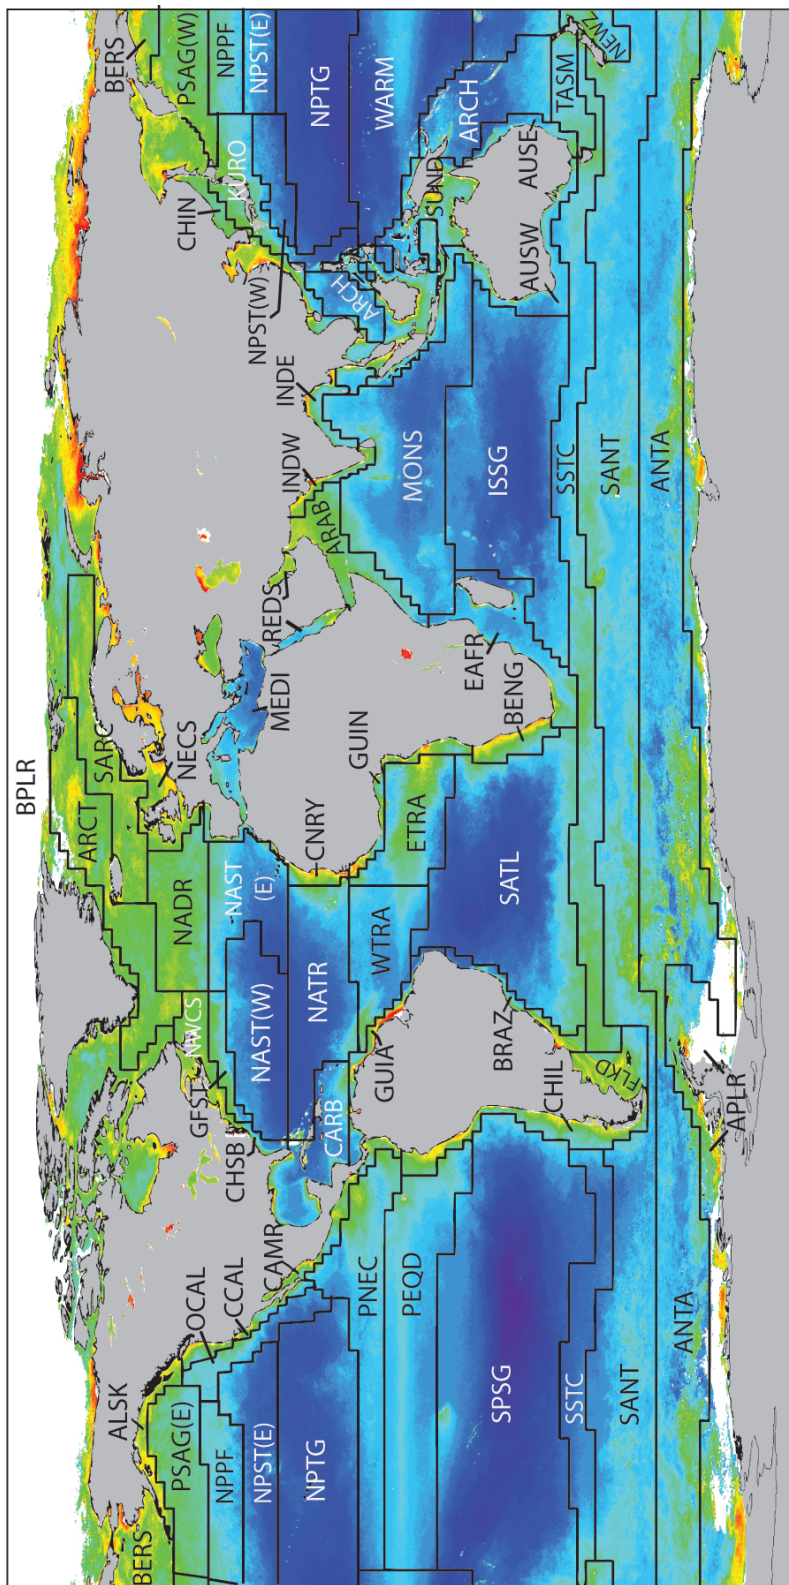 BPLR
BERS
ALSK
PSAG(E)
NPPF
NPST(E)
NPTG
OCAL
CCAL
CAMR
PNEC
PEQD
SPSG
SSTC
SANT
ANTA
CHSB
GFST
NWCS
NAST(W)
NATR
CARB
GUIA
BRAZ
CHIL
FLKD
APLR
ARCT
SARC
NADR
NAST
(E)
NECS
CNRY
GUIN
WTRA
ETRA
SATL
MEDI
REDS
BENG
EAFR
ARAB
INDW
INDE
MONS
ISSG
SSTC
SANT
ANTA
CHIN
KURO
NPST(W)
ARCH
SUND
AUSW
AUSE
BERS
PSAG(W)
NPPF
NPST(E)
NPTG
WARM
ARCH
TASM
NEWZ